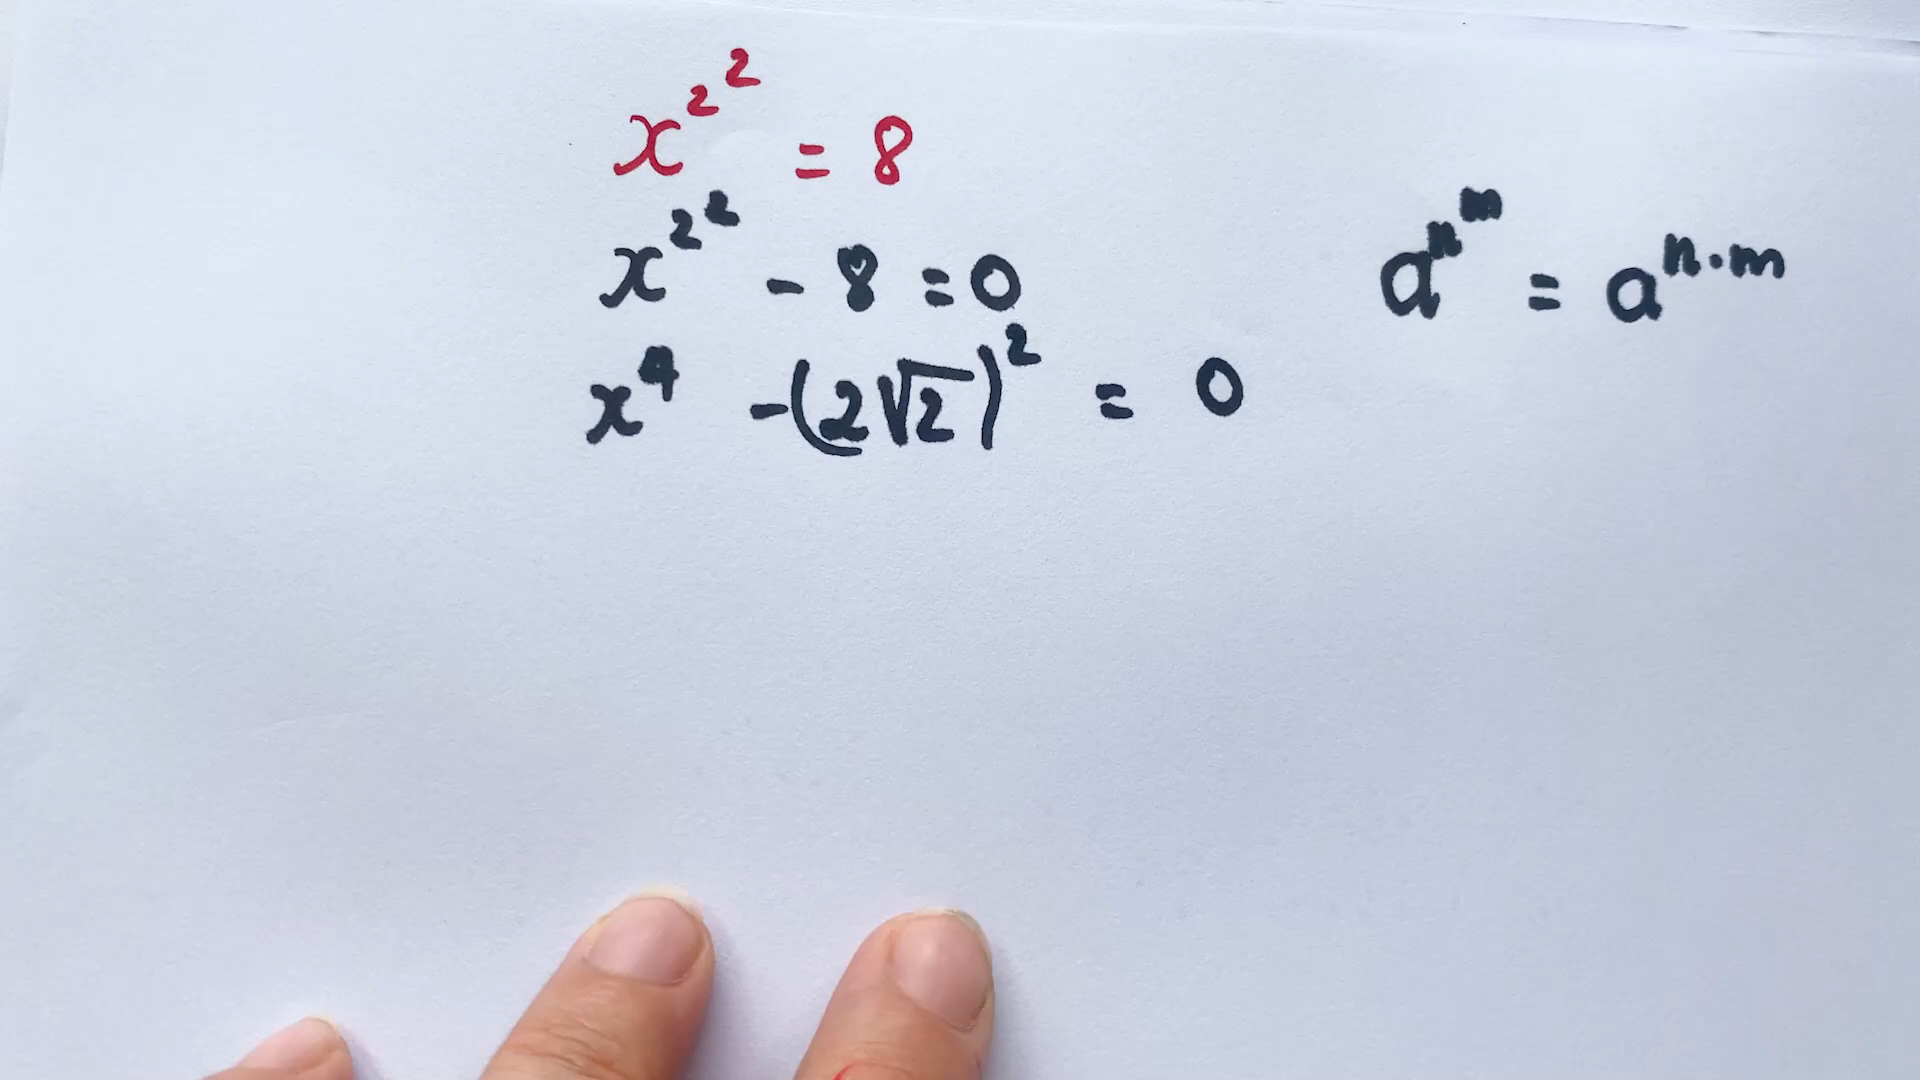 x^2^2 = 8
x^2^2 - 8 = 0
a^n^m = a^n·m
x^4 - (2√2)^2 = 0